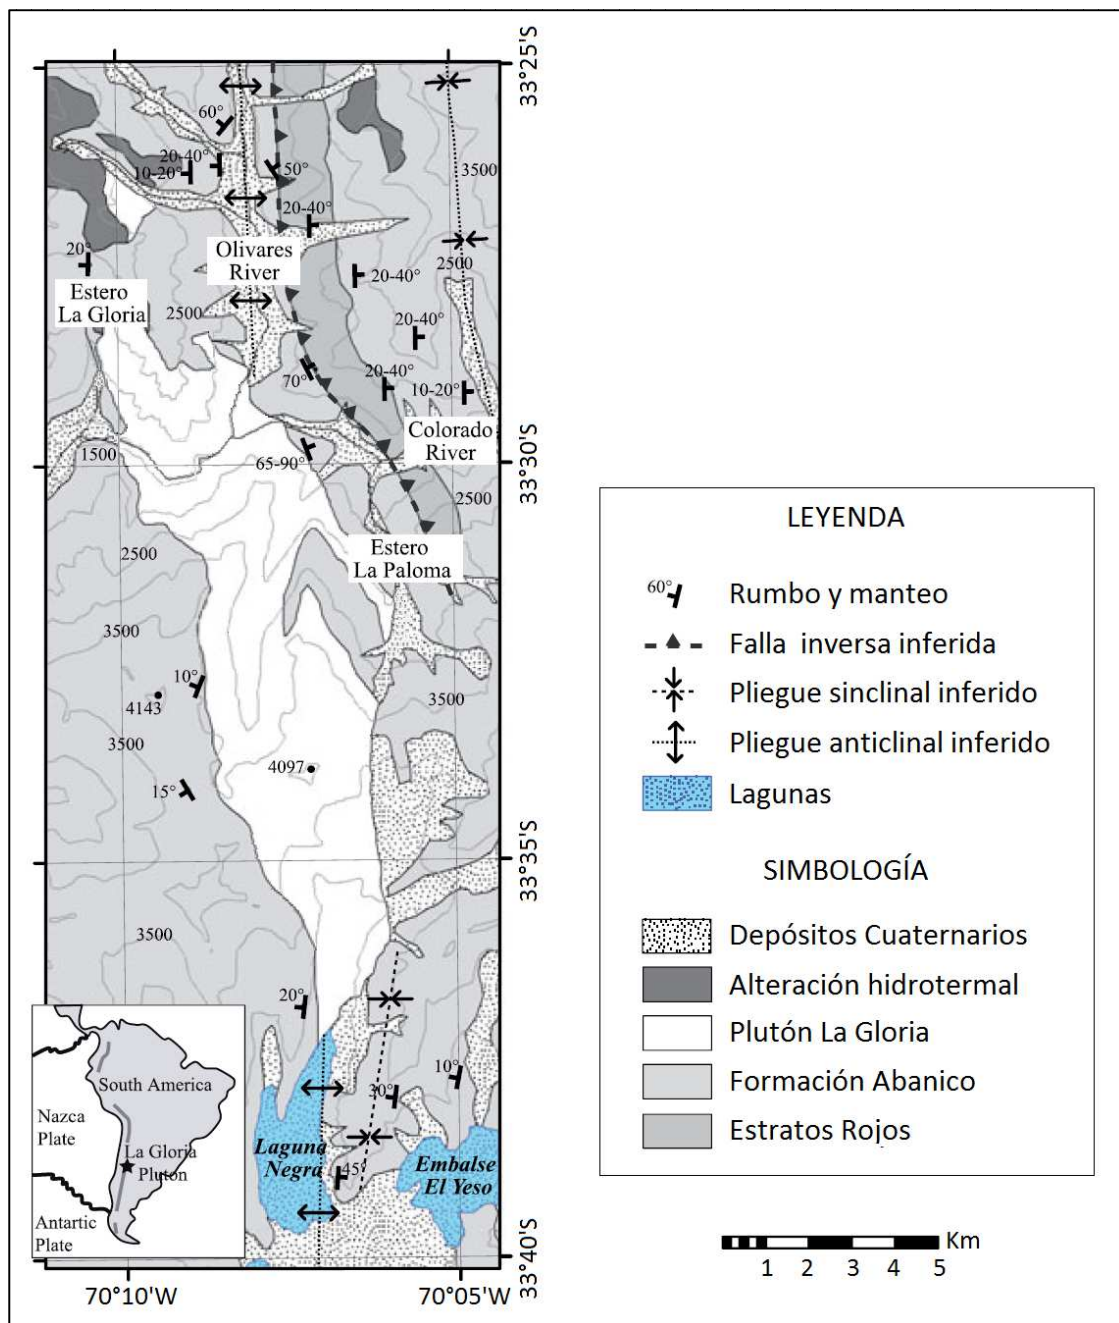 33°25'S
60°
3500
20-40°
10-20°
50°
20-40°
2500
20°
Olivares
River
20-40°
Estero
La Gloria
2500
20-40°
70°
20-40°
10-20°
Colorado
River
1500
65-90°
33°30'S
2500
2500
Estero
La Paloma
3500
10°
4143
3500
3500
4097
15°
33°35'S
3500
20°
10°
30°
South America
Nazca
Plate
La Gloria
Pluton
Antartic
Plate
Laguna
Negra
45°
Embalse
El Yeso
33°40'S
70°10'W
70°05'W
LEYENDA
60°
Rumbo y manteo
Falla inversa inferida
Pliegue sinclinal inferido
Pliegue anticlinal inferido
Lagunas
SIMBOLOGÍA
Depósitos Cuaternarios
Alteración hidrotermal
Plutón La Gloria
Formación Abanico
Estratos Rojos
Km
1 2 3 4 5